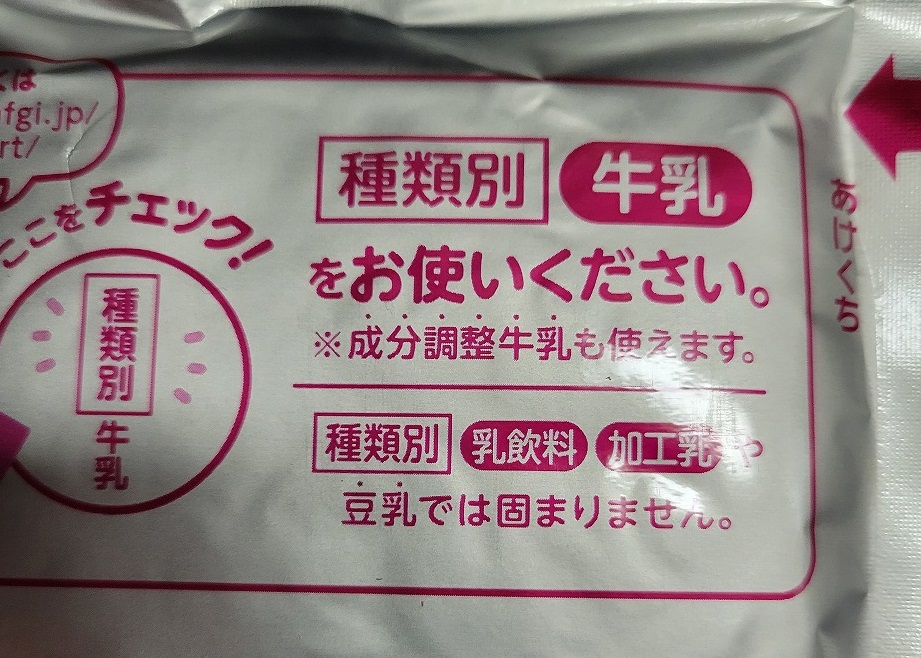 くは
fgi.jp/
rt/
ここをチェック!
種類別
牛乳
種類別 牛乳
をお使いください。
※成分調整牛乳も使えます。
種類別 乳飲料 加工乳 や
豆乳では固まりません。
あけくち